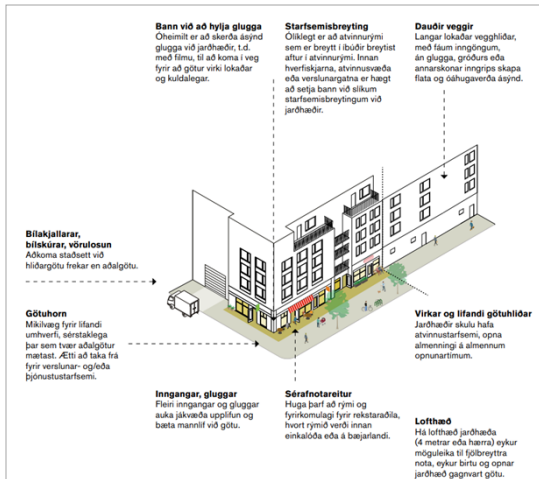 Bann við að hylja glugga
Óheimilt er að skerða ásýnd
glugga við jarðhæðir, t.d.
með filmu, til að koma í veg
fyrir að götur virki lokaðar
og kuldalegar.
Starfsemisbreyting
Ólíklegt er að atvinnurými
sem er breytt í íbúðir breytist
aftur í atvinnurými. Innan
hverfiskjarna, atvinnusvæða
eða verslunargatna er hægt
að setja bann við slíkum
starfsemisbreytingum við
jarðhæðir.
Dauðir veggir
Langar lokaðar vegghliðar,
með fáum inngöngum,
án glugga, gróðurs eða
annarskonar inngrips skapa
flata og óáhugaverða ásýnd.
Bílakjallarar,
bílskúrar, vörulosun
Aðkoma staðsett við
hliðargötu frekar en aðalgötu.
Götuhorn
Mikilvæg fyrir lifandi
umhverfi, sérstaklega
þar sem tvær aðalgötur
mætast. Ætti að taka frá
fyrir verslunar- og/eða
þjónustustarfsemi.
Virkar og lifandi götuhliðar
Jarðhæðir skulu hafa
atvinnustarfsemi, opna
almenningi á almennum
opnunartímum.
Inngangar, gluggar
Fleiri inngangar og gluggar
auka jákvæða upplifun og
bæta mannlíf við götu.
Sérafnotareitur
Huga þarf að rými og
fyrirkomulagi fyrir rekstaraðila,
hvort rýmið verði innan
einkalóða eða á bæjarlandi.
Lofthæð
Há lofthæð jarðhæða
(4 metrar eða hærra) eykur
möguleika til fjölbreyttra
nota, eykur birtu og opnar
jarðhæð gagnvart götu.